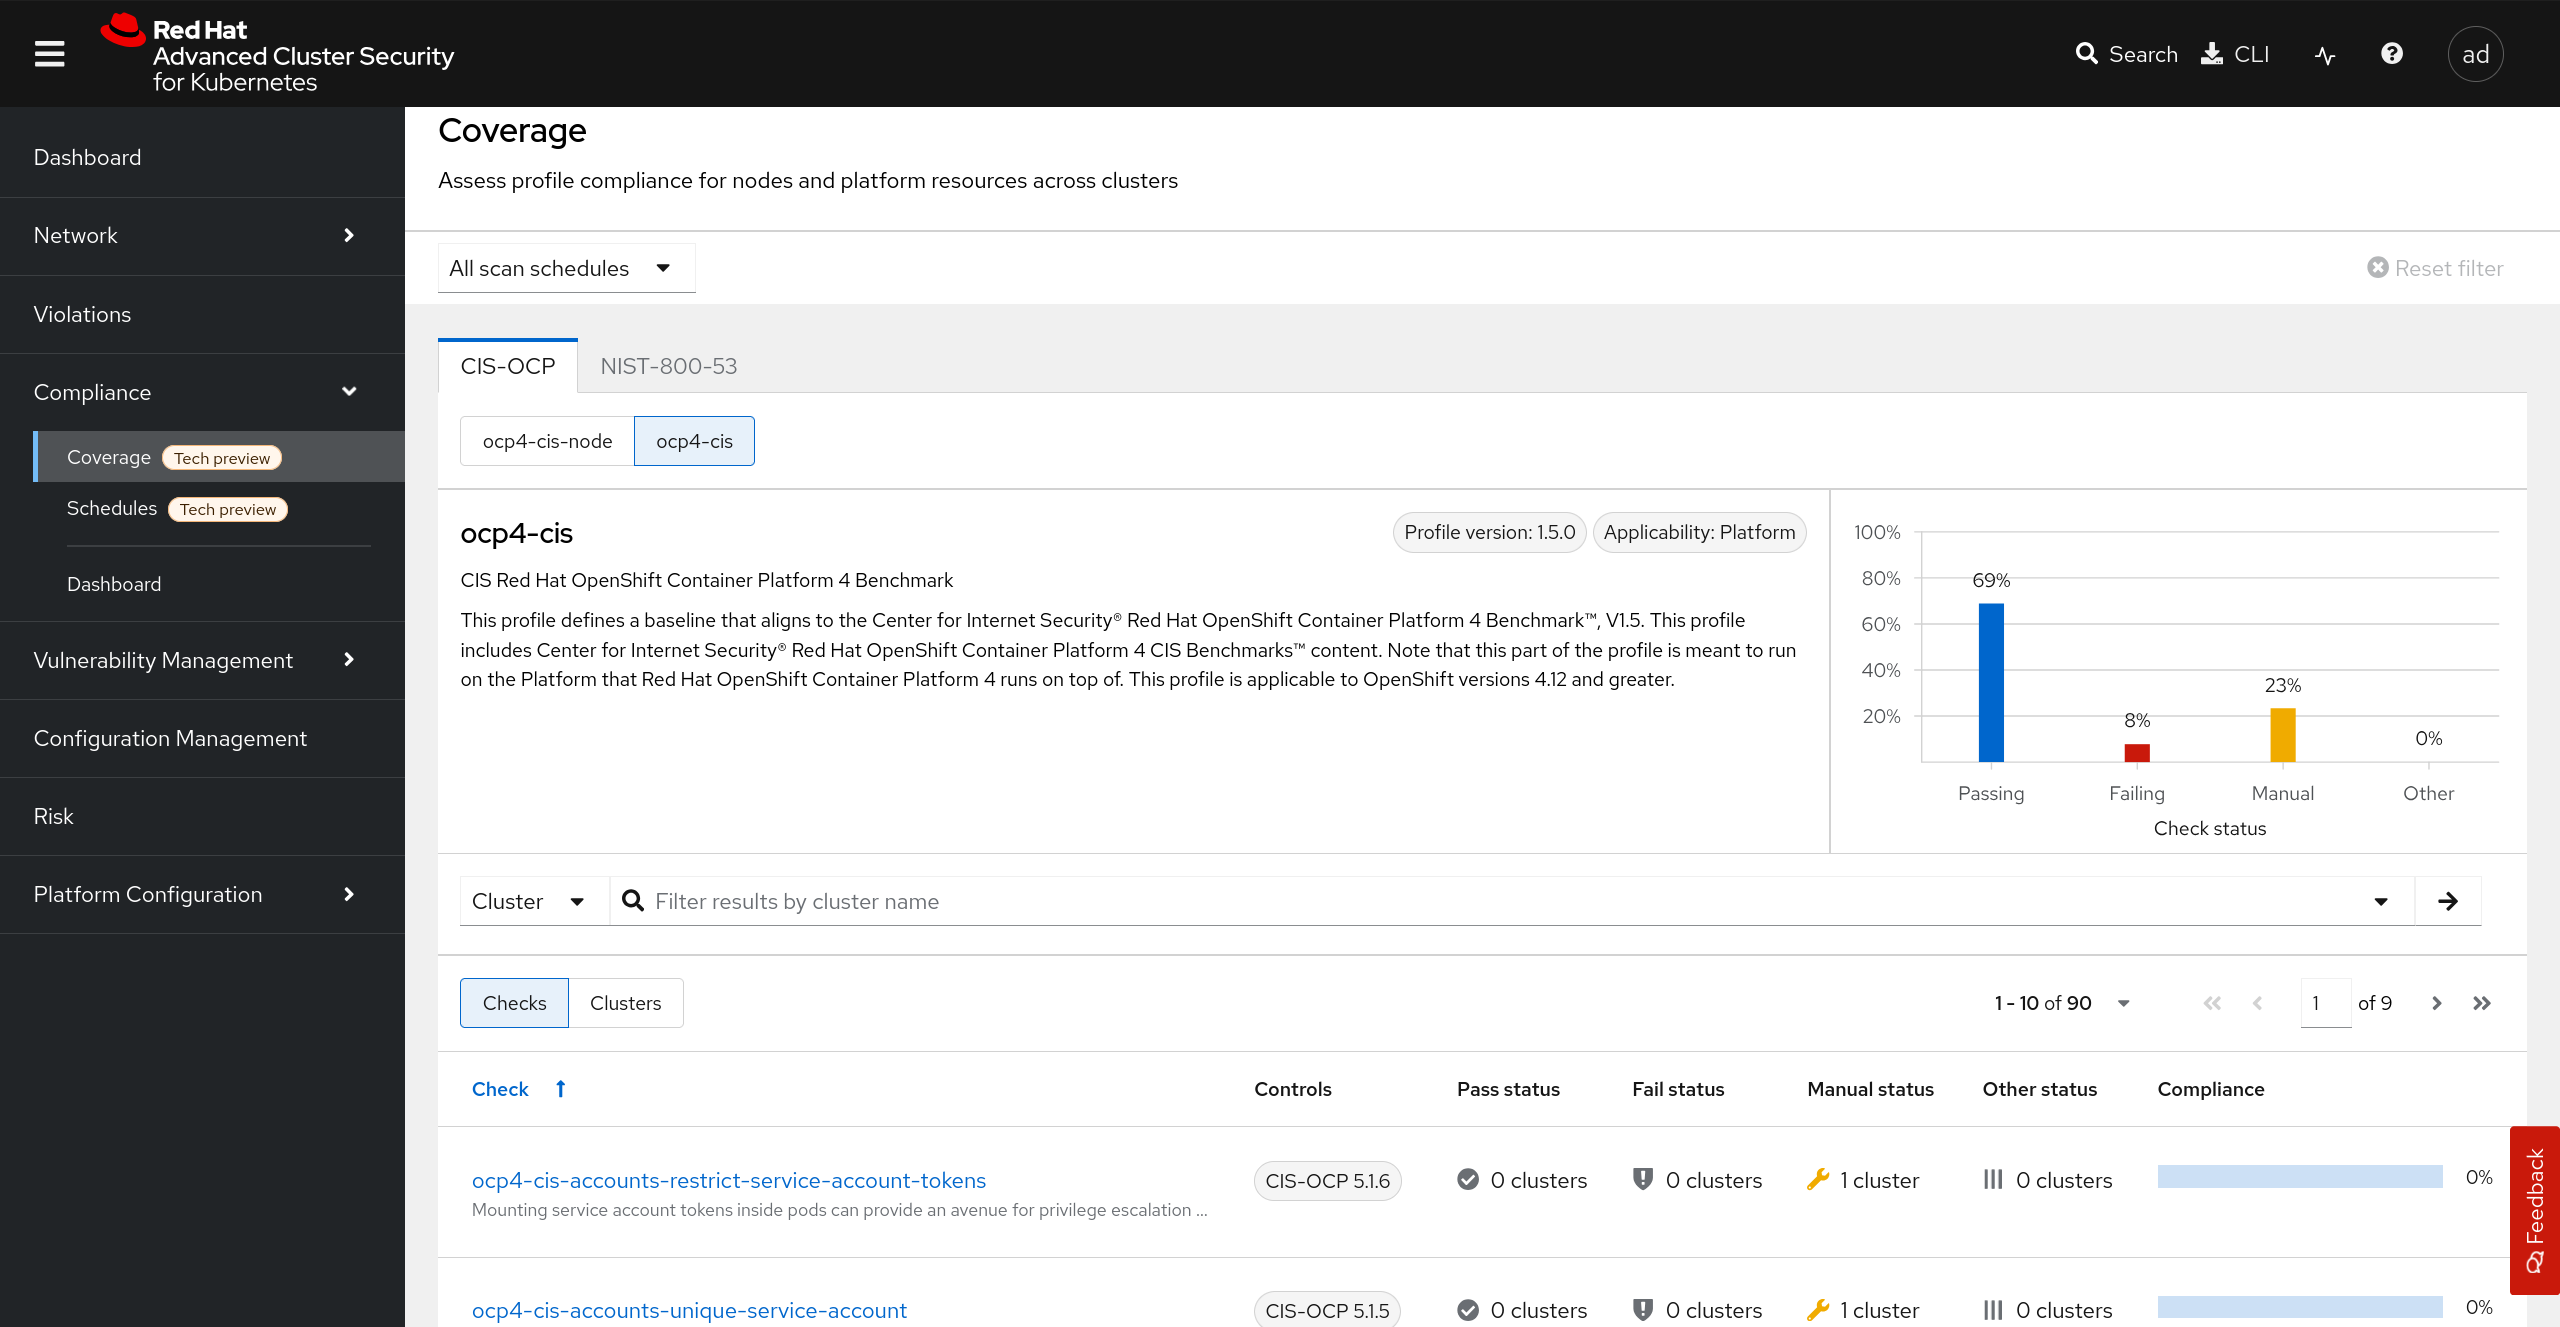 Red Hat
Advanced Cluster Security
for Kubernetes
Search
CLI
ad
Dashboard
Network
Violations
Compliance
Coverage Tech preview
Schedules Tech preview
Dashboard
Vulnerability Management
Configuration Management
Risk
Platform Configuration
Coverage
Assess profile compliance for nodes and platform resources across clusters
All scan schedules
Reset filter
CIS-OCP NIST-800-53
ocp4-cis-node ocp4-cis
ocp4-cis
Profile version: 1.5.0 Applicability: Platform
CIS Red Hat OpenShift Container Platform 4 Benchmark
This profile defines a baseline that aligns to the Center for Internet Security® Red Hat OpenShift Container Platform 4 Benchmark™, V1.5. This profile
includes Center for Internet Security® Red Hat OpenShift Container Platform 4 CIS Benchmarks™ content. Note that this part of the profile is meant to run
on the Platform that Red Hat OpenShift Container Platform 4 runs on top of. This profile is applicable to OpenShift versions 4.12 and greater.
100%
80%
60%
40%
20%
69%
8%
23%
0%
Passing Failing Manual Other
Check status
Cluster
Filter results by cluster name
Checks Clusters
1 - 10 of 90
1 of 9
Check Controls Pass status Fail status Manual status Other status Compliance
ocp4-cis-accounts-restrict-service-account-tokens CIS-OCP 5.1.6 0 clusters 0 clusters 1 cluster 0 clusters 0%
Mounting service account tokens inside pods can provide an avenue for privilege escalation ...
ocp4-cis-accounts-unique-service-account CIS-OCP 5.1.5 0 clusters 0 clusters 1 cluster 0 clusters 0%
Feedback